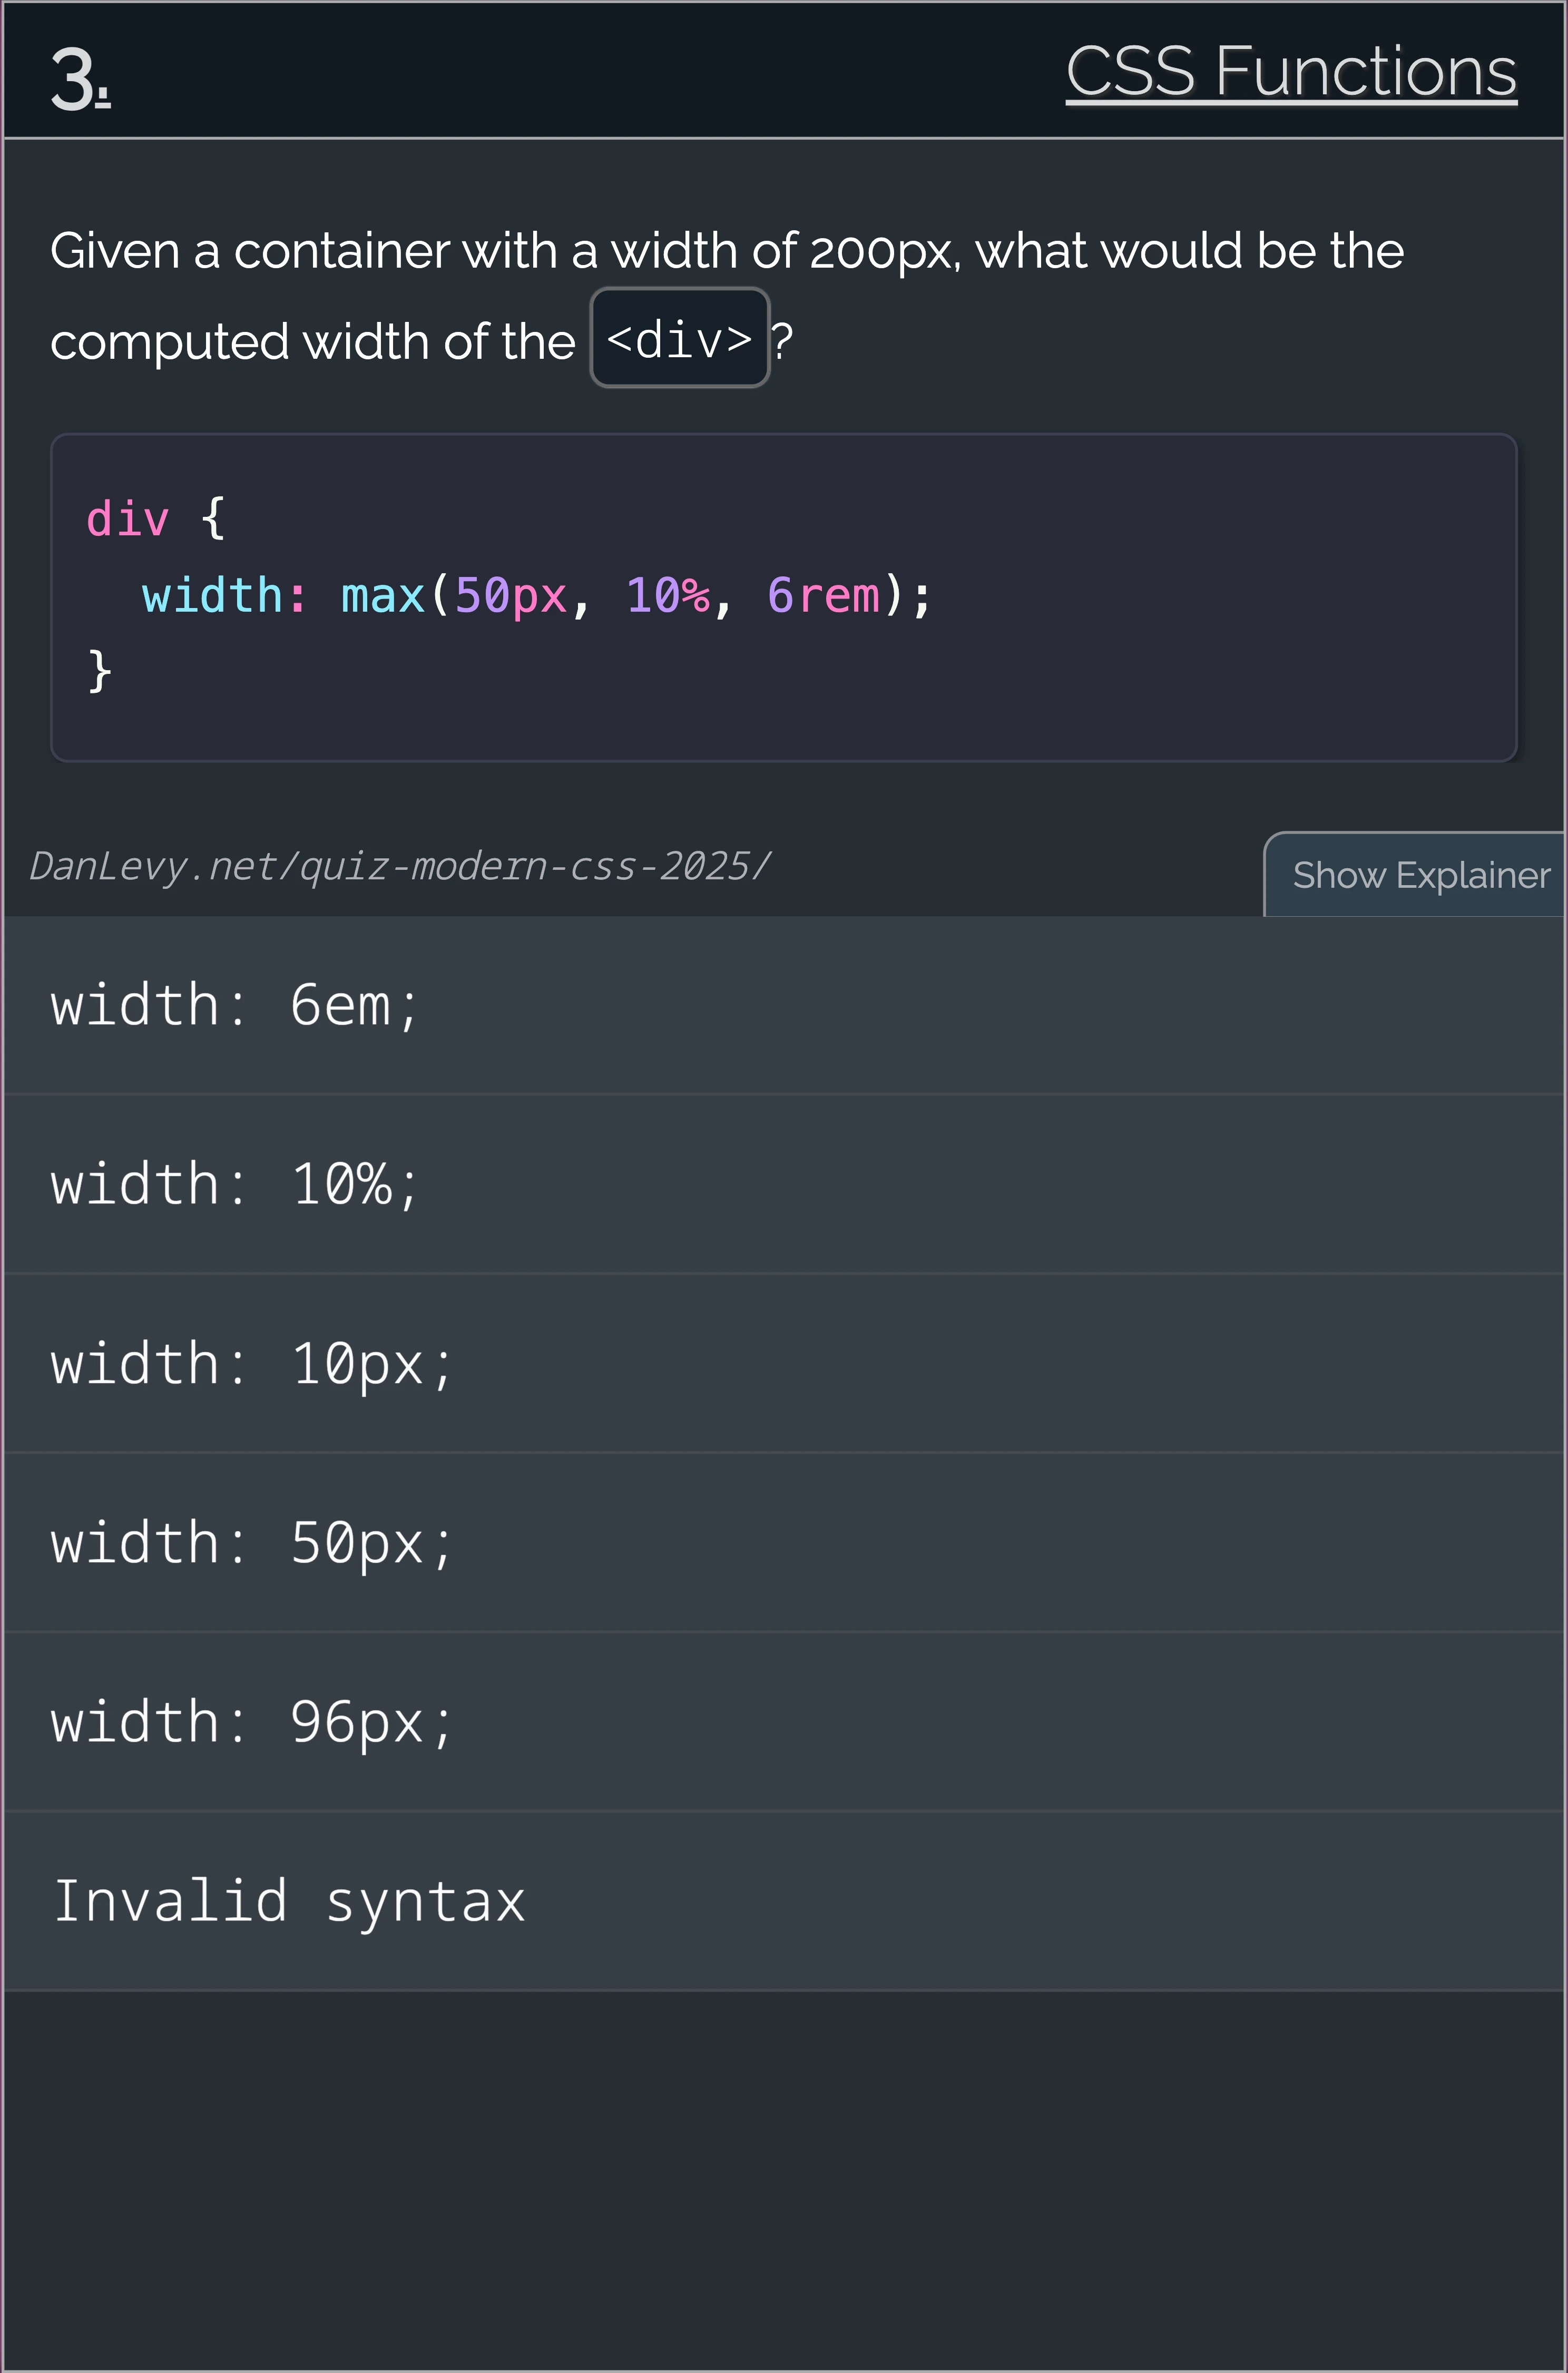 3.
CSS Functions
Given a container with a width of 200px, what would be the
computed width of the <div>?
div {
  width: max(50px, 10%, 6rem);
}
DanLevy.net/quiz-modern-css-2025/
Show Explainer
width: 6em;
width: 10%;
width: 10px;
width: 50px;
width: 96px;
Invalid syntax